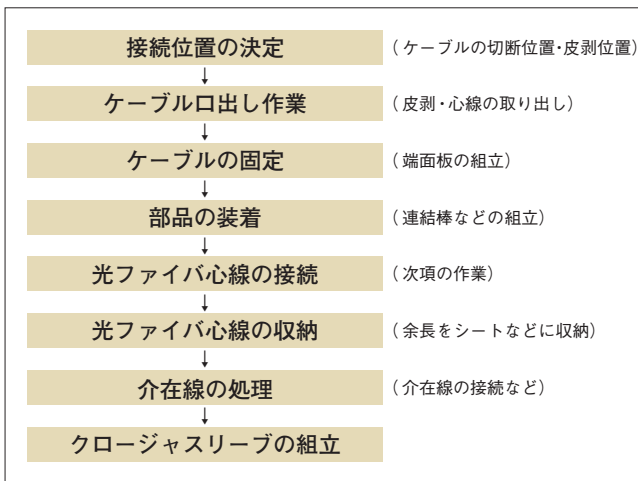 接続位置の決定 (ケーブルの切断位置・皮剥位置)
ケーブル口出し作業 (皮剥・心線の取り出し)
ケーブルの固定 (端面板の組立)
部品の装着 (連結棒などの組立)
光ファイバ心線の接続 (次項の作業)
光ファイバ心線の収納 (余長をシートなどに収納)
介在線の処理 (介在線の接続など)
クロージャスリーブの組立